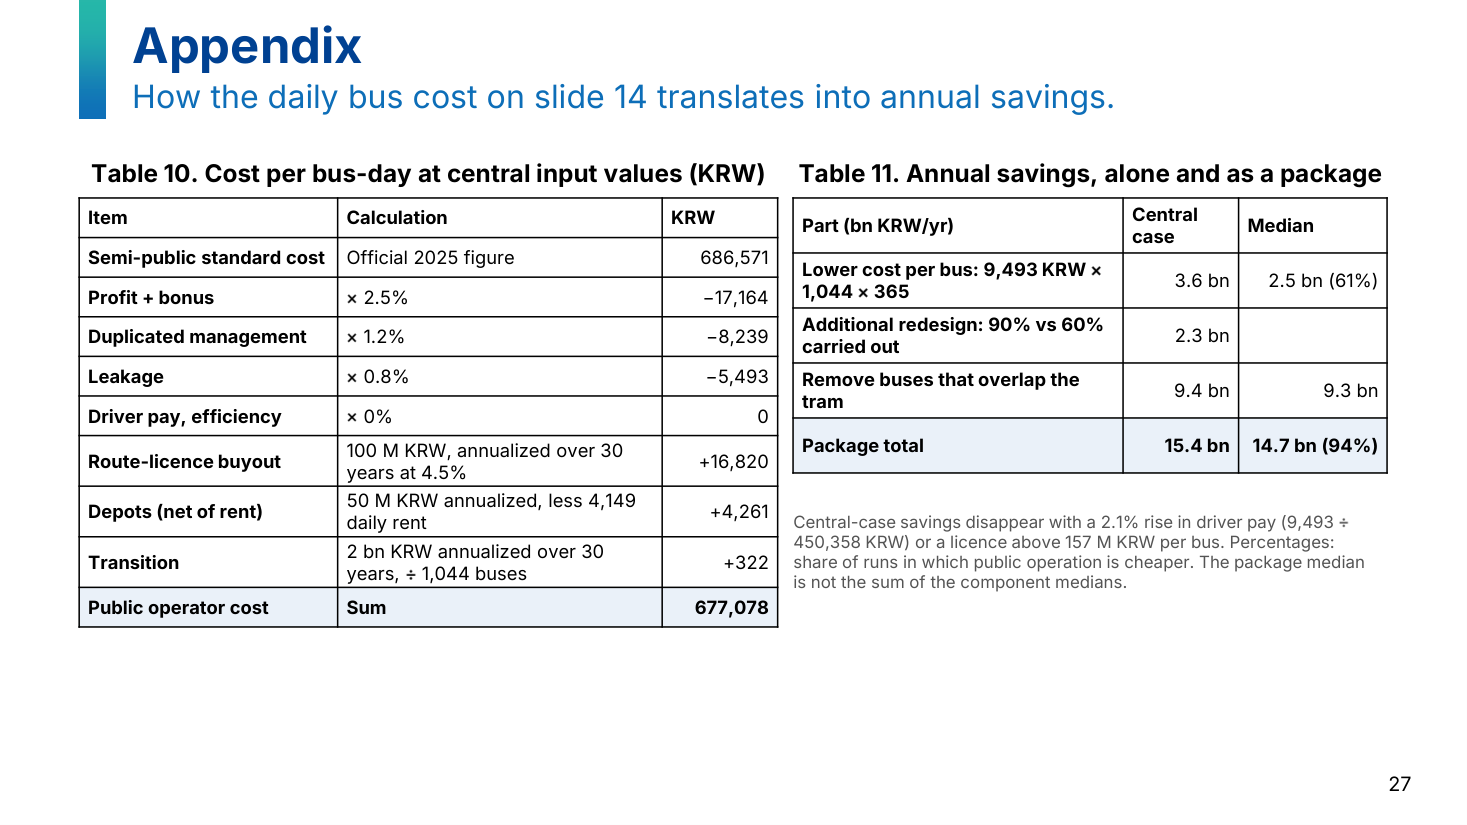 Appendix
How the daily bus cost on slide 14 translates into annual savings.
Table 10. Cost per bus-day at central input values (KRW)
Item Calculation KRW
Semi-public standard cost Official 2025 figure 686,571
Profit + bonus × 2.5% −17,164
Duplicated management × 1.2% −8,239
Leakage × 0.8% −5,493
Driver pay, efficiency × 0% 0
Route-licence buyout 100 M KRW, annualized over 30
years at 4.5% +16,820
Depots (net of rent) 50 M KRW annualized, less 4,149
daily rent +4,261
Transition 2 bn KRW annualized over 30
years, ÷ 1,044 buses +322
Public operator cost Sum 677,078
Table 11. Annual savings, alone and as a package
Part (bn KRW/yr) Central
case Median
Lower cost per bus: 9,493 KRW ×
1,044 × 365 3.6 bn 2.5 bn (61%)
Additional redesign: 90% vs 60%
carried out 2.3 bn
Remove buses that overlap the
tram 9.4 bn 9.3 bn
Package total 15.4 bn 14.7 bn (94%)
Central-case savings disappear with a 2.1% rise in driver pay (9,493 ÷
450,358 KRW) or a licence above 157 M KRW per bus. Percentages:
share of runs in which public operation is cheaper. The package median
is not the sum of the component medians.
27